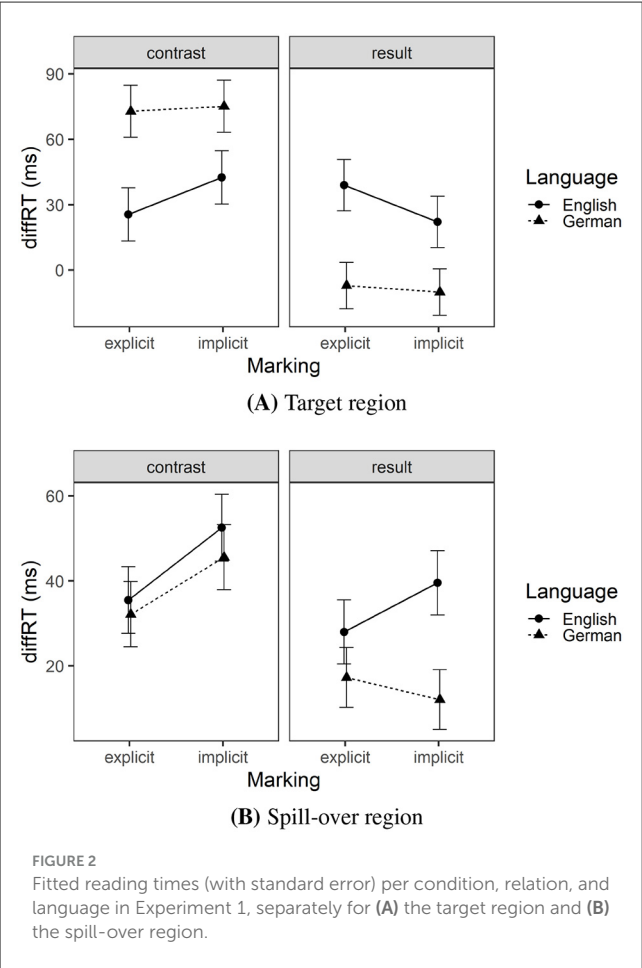 contrast
result
90
60
30
0
diffRT (ms)
explicit
implicit
explicit
implicit
Marking
Language
English
German
(A) Target region
contrast
result
60
40
20
diffRT (ms)
explicit
implicit
explicit
implicit
Marking
Language
English
German
(B) Spill-over region
FIGURE 2
Fitted reading times (with standard error) per condition, relation, and
language in Experiment 1, separately for (A) the target region and (B)
the spill-over region.